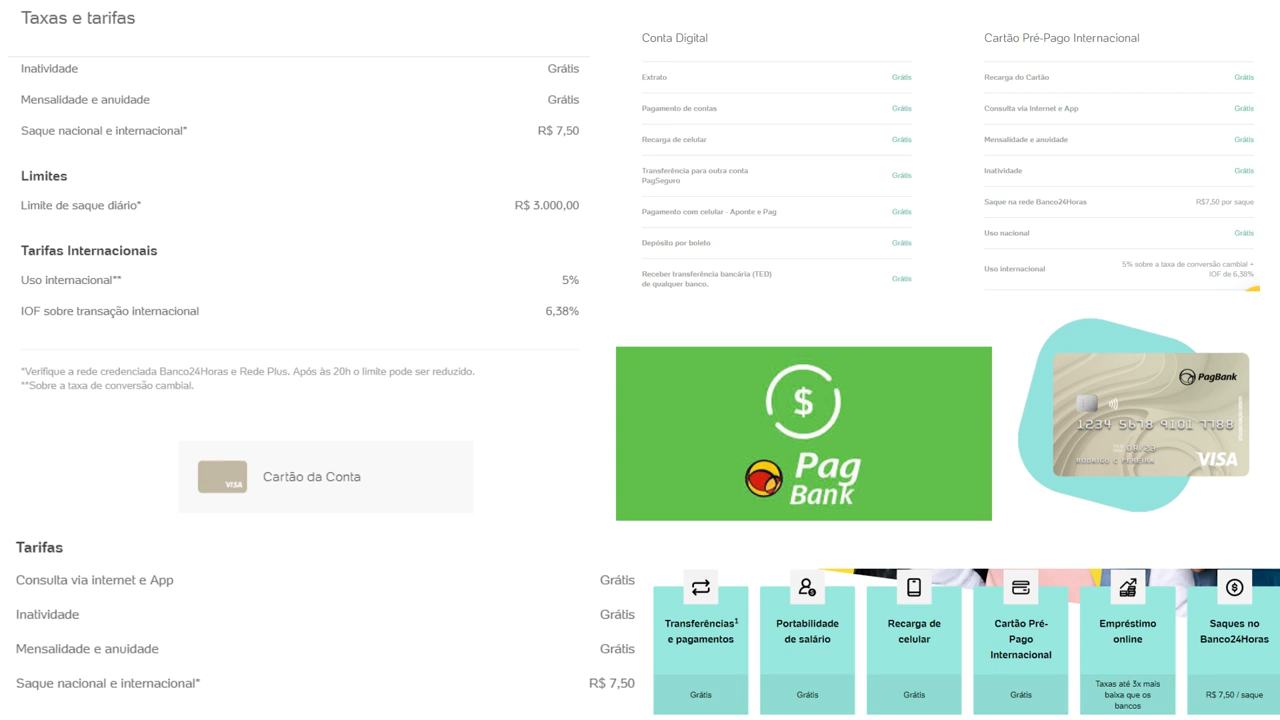 Taxas e tarifas
Inatividade Grátis
Mensalidade e anuidade Grátis
Saque nacional e internacional* R$ 7,50
Limites
Limite de saque diário* R$ 3.000,00
Tarifas Internacionais
Uso internacional** 5%
IOF sobre transação internacional 6,38%
*Verifique a rede credenciada Banco24Horas e Rede Plus. Após às 20h o limite pode ser reduzido.
**Sobre a taxa de conversão cambial.
VISA
Cartão da Conta
Tarifas
Consulta via internet e App Grátis
Inatividade Grátis
Mensalidade e anuidade Grátis
Saque nacional e internacional* R$ 7,50
Conta Digital
Extrato Grátis
Pagamento de contas Grátis
Recarga de celular Grátis
Transferência para outra conta
PagSeguro Grátis
Pagamento com celular - Aponte e Pag Grátis
Depósito por boleto Grátis
Receber transferência bancária (TED)
de qualquer banco. Grátis
Cartão Pré-Pago Internacional
Recarga do Cartão Grátis
Consulta via Internet e App Grátis
Mensalidade e anuidade Grátis
Inatividade Grátis
Saque na rede Banco24Horas R$7,50 por saque
Uso nacional Grátis
Uso internacional 5% sobre a taxa de conversão cambial +
IOF de 6,38%
$
Pag
Bank
PagBank
1234 5678 9101 7788
08/23
RODRIGO C PEREIRA
VISA
Transferências¹
e pagamentos
Grátis
Portabilidade
de salário
Grátis
Recarga de
celular
Grátis
Cartão Pré-
Pago
Internacional
Grátis
Empréstimo
online
Taxas até 3x mais
baixa que os
bancos
Saques no
Banco24Horas
R$ 7,50 / saque